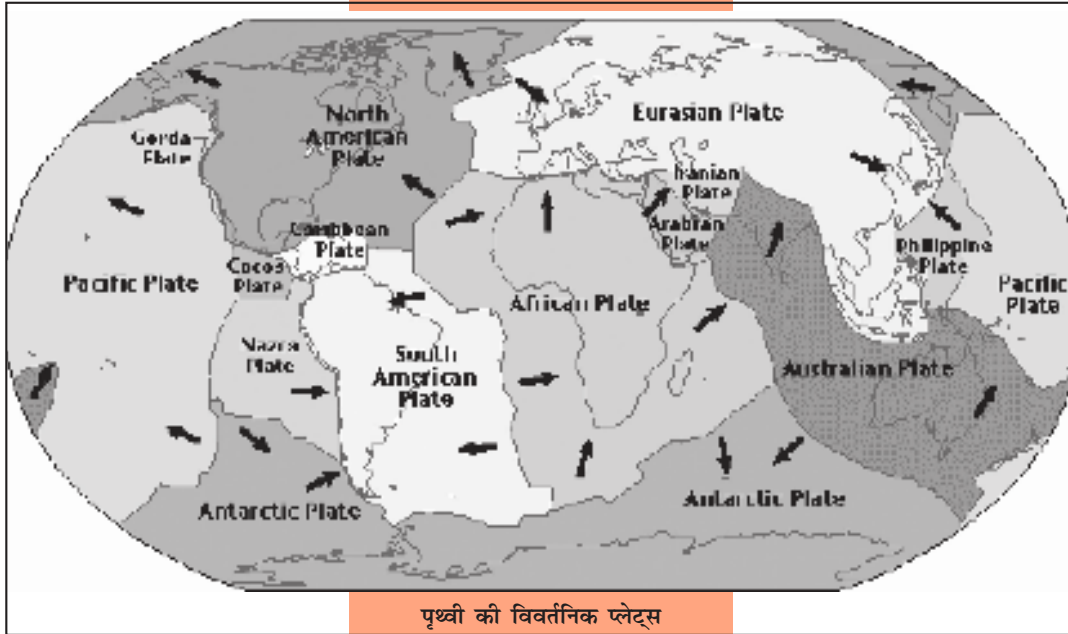 North
American
Plate
Eurasian Plate
Gorda
Plate
Iranian
Plate
Arabian
Plate
Caribbean
Plate
Cocos
Plate
Philippine
Plate
Pacific Plate
African Plate
Pacific
Plate
Nazca
Plate
South
American
Plate
Australian Plate
Antarctic Plate
Antarctic Plate
पृथ्वी की विवर्तनिक प्लेट्स